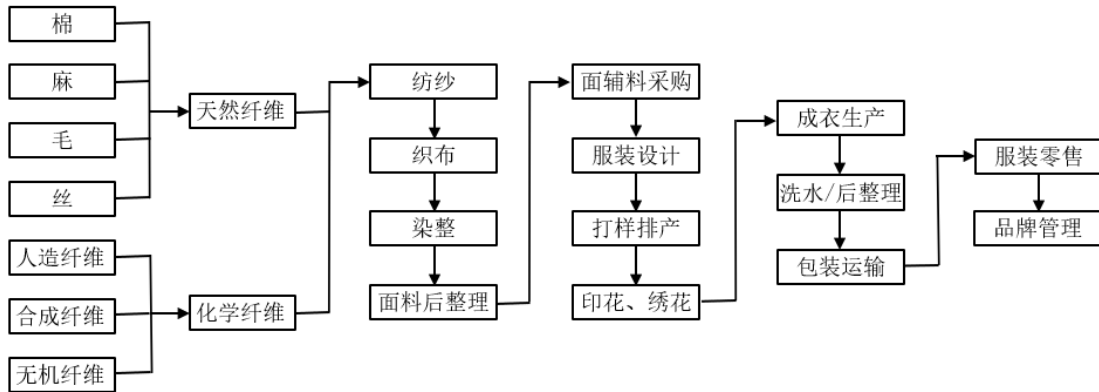 棉
麻
毛
丝
人造纤维
合成纤维
无机纤维
天然纤维
化学纤维
纺纱
织布
染整
面料后整理
面辅料采购
服装设计
打样排产
印花、绣花
成衣生产
洗水/后整理
包装运输
服装零售
品牌管理